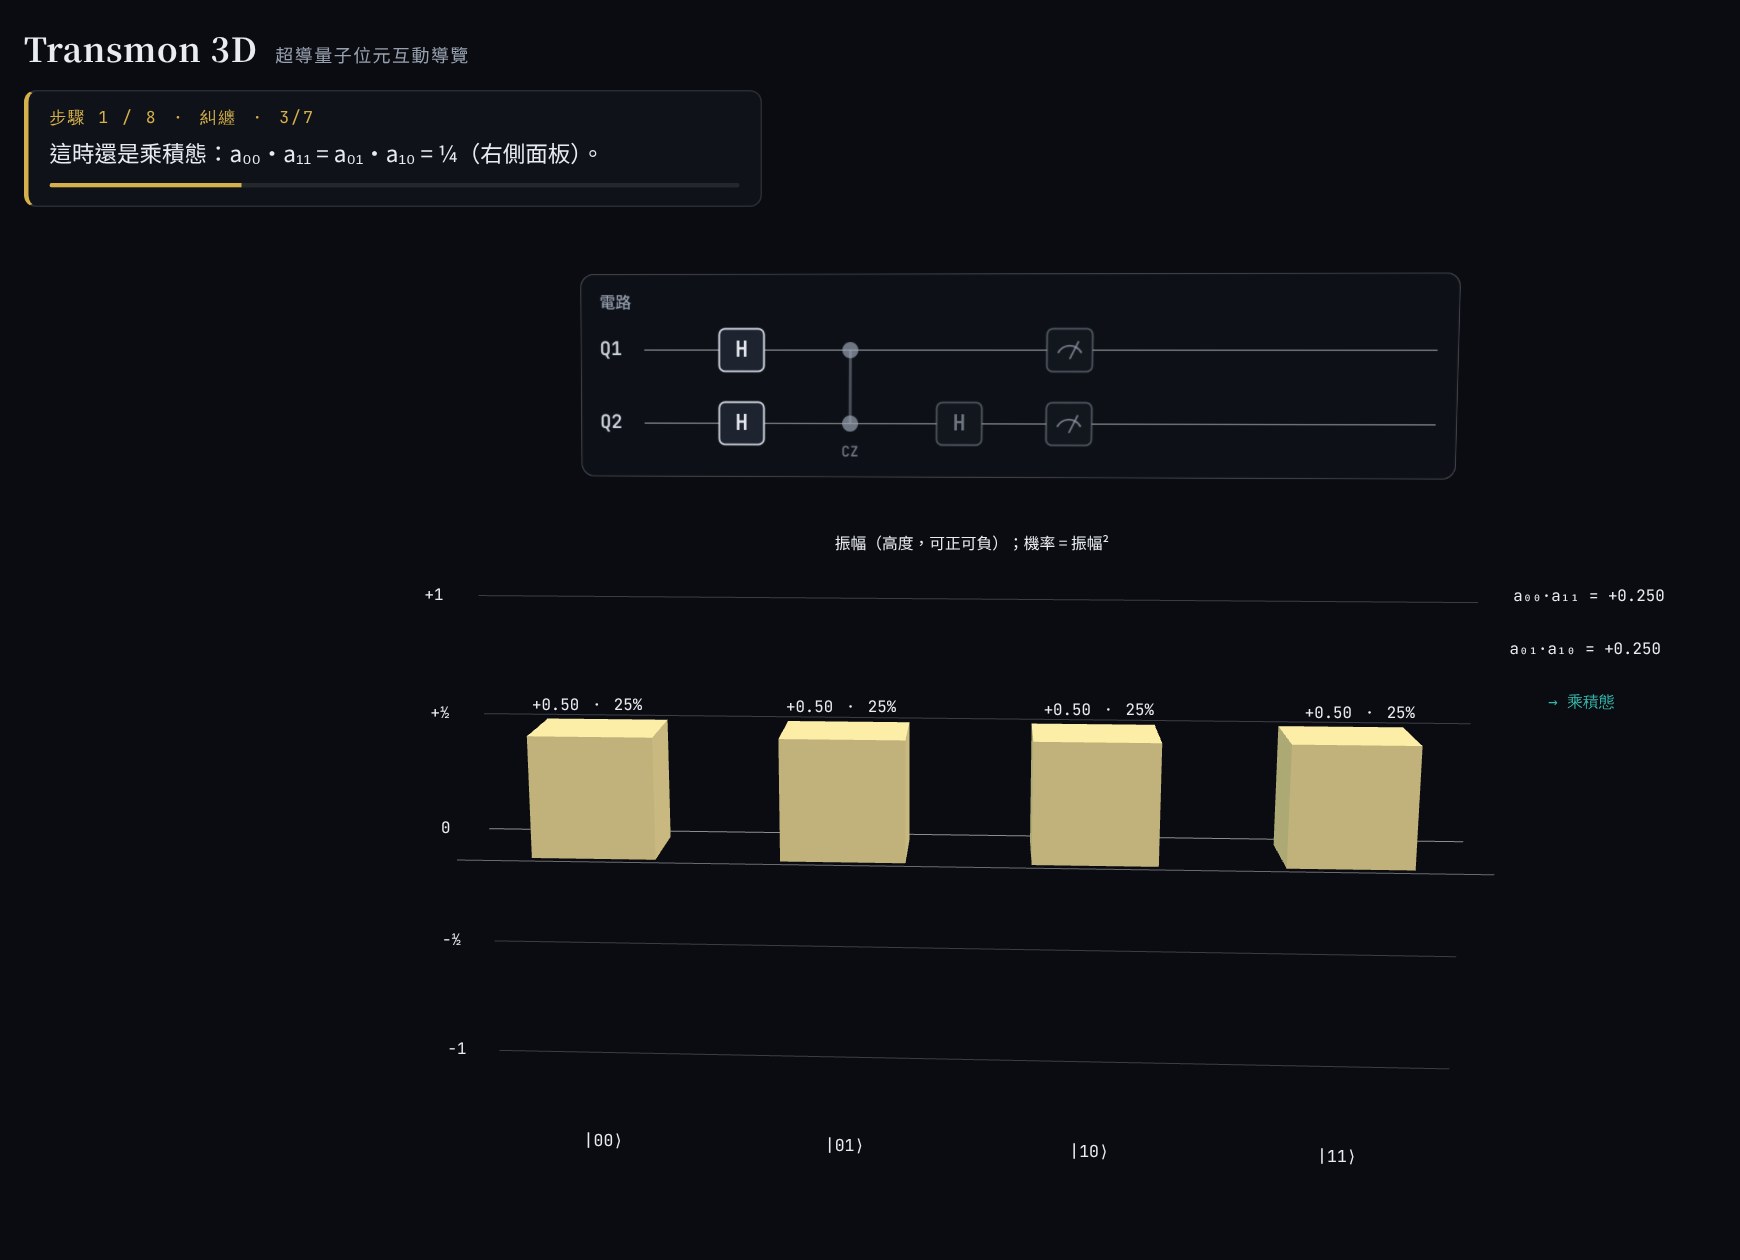 Transmon 3D 超導量子位元互動導覽
步驟 1 / 8 · 糾纏 · 3/7
這時還是乘積態：a₀₀・a₁₁ = a₀₁・a₁₀ = ¼（右側面板）。
電路
Q1 H
Q2 H H
CZ
振幅（高度，可正可負）；機率 = 振幅²
+1
a₀₀·a₁₁ = +0.250
a₀₁·a₁₀ = +0.250
→ 乘積態
+½
+0.50 · 25% +0.50 · 25% +0.50 · 25% +0.50 · 25%
0
-½
-1
|00⟩ |01⟩ |10⟩ |11⟩